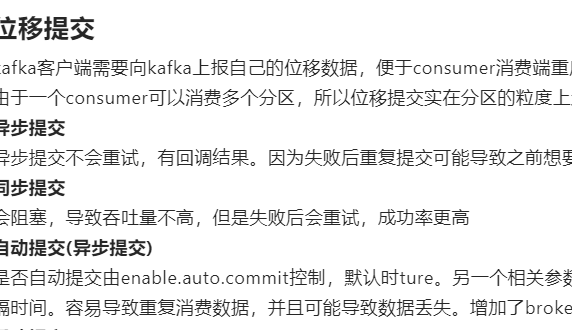 位移提交
kafka客户端需要向kafka上报自己的位移数据，便于consumer消费端重
由于一个consumer可以消费多个分区，所以位移提交实在分区的粒度上
异步提交
异步提交不会重试，有回调结果。因为失败后重复提交可能导致之前想要
同步提交
会阻塞，导致吞吐量不高，但是失败后会重试，成功率更高
自动提交(异步提交)
是否自动提交由enable.auto.commit控制，默认时ture。另一个相关参数
隔时间。容易导致重复消费数据，并且可能导致数据丢失。增加了broke